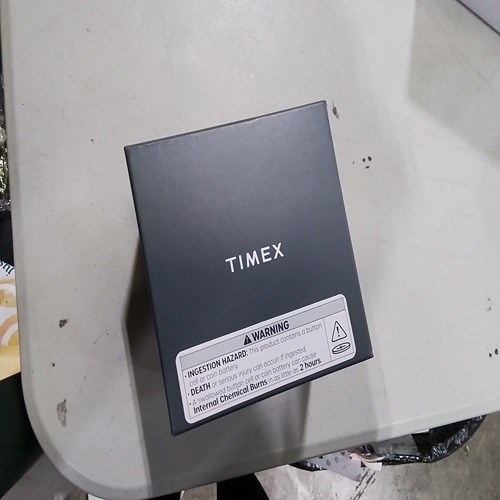 TIMEX
WARNING
• INGESTION HAZARD: This product contains a button
cell or coin battery.
• DEATH or serious injury can occur if ingested.
• A swallowed button cell or coin battery can cause
Internal Chemical Burns in as little as 2 hours.